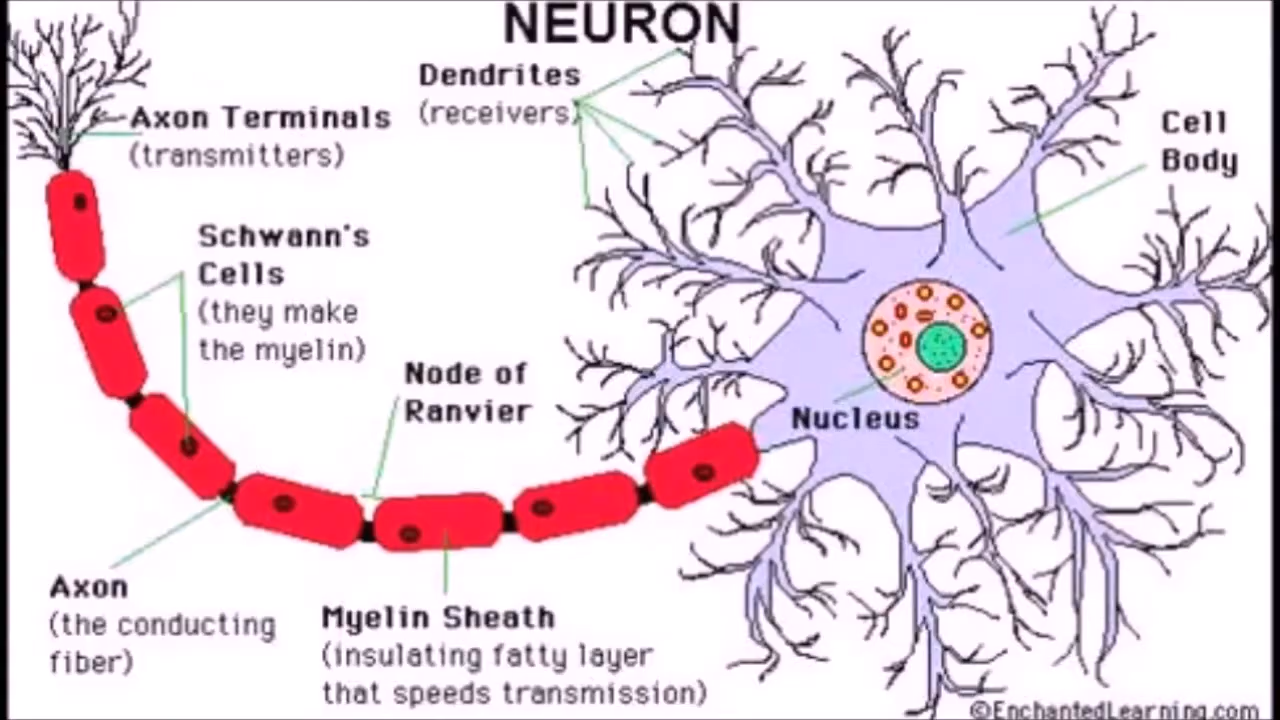 NEURON
Dendrites
(receivers)
Axon Terminals
(transmitters)
Cell
Body
Schwann's
Cells
(they make
the myelin)
Node of
Ranvier
Nucleus
Axon
(the conducting
fiber)
Myelin Sheath
(insulating fatty layer
that speeds transmission)
©EnchantedLearning.com